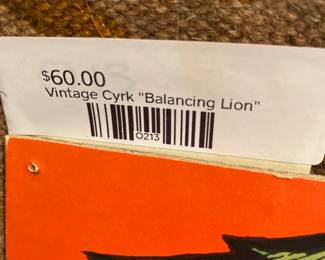 $60.00
Vintage Cyrk "Balancing Lion"
0213